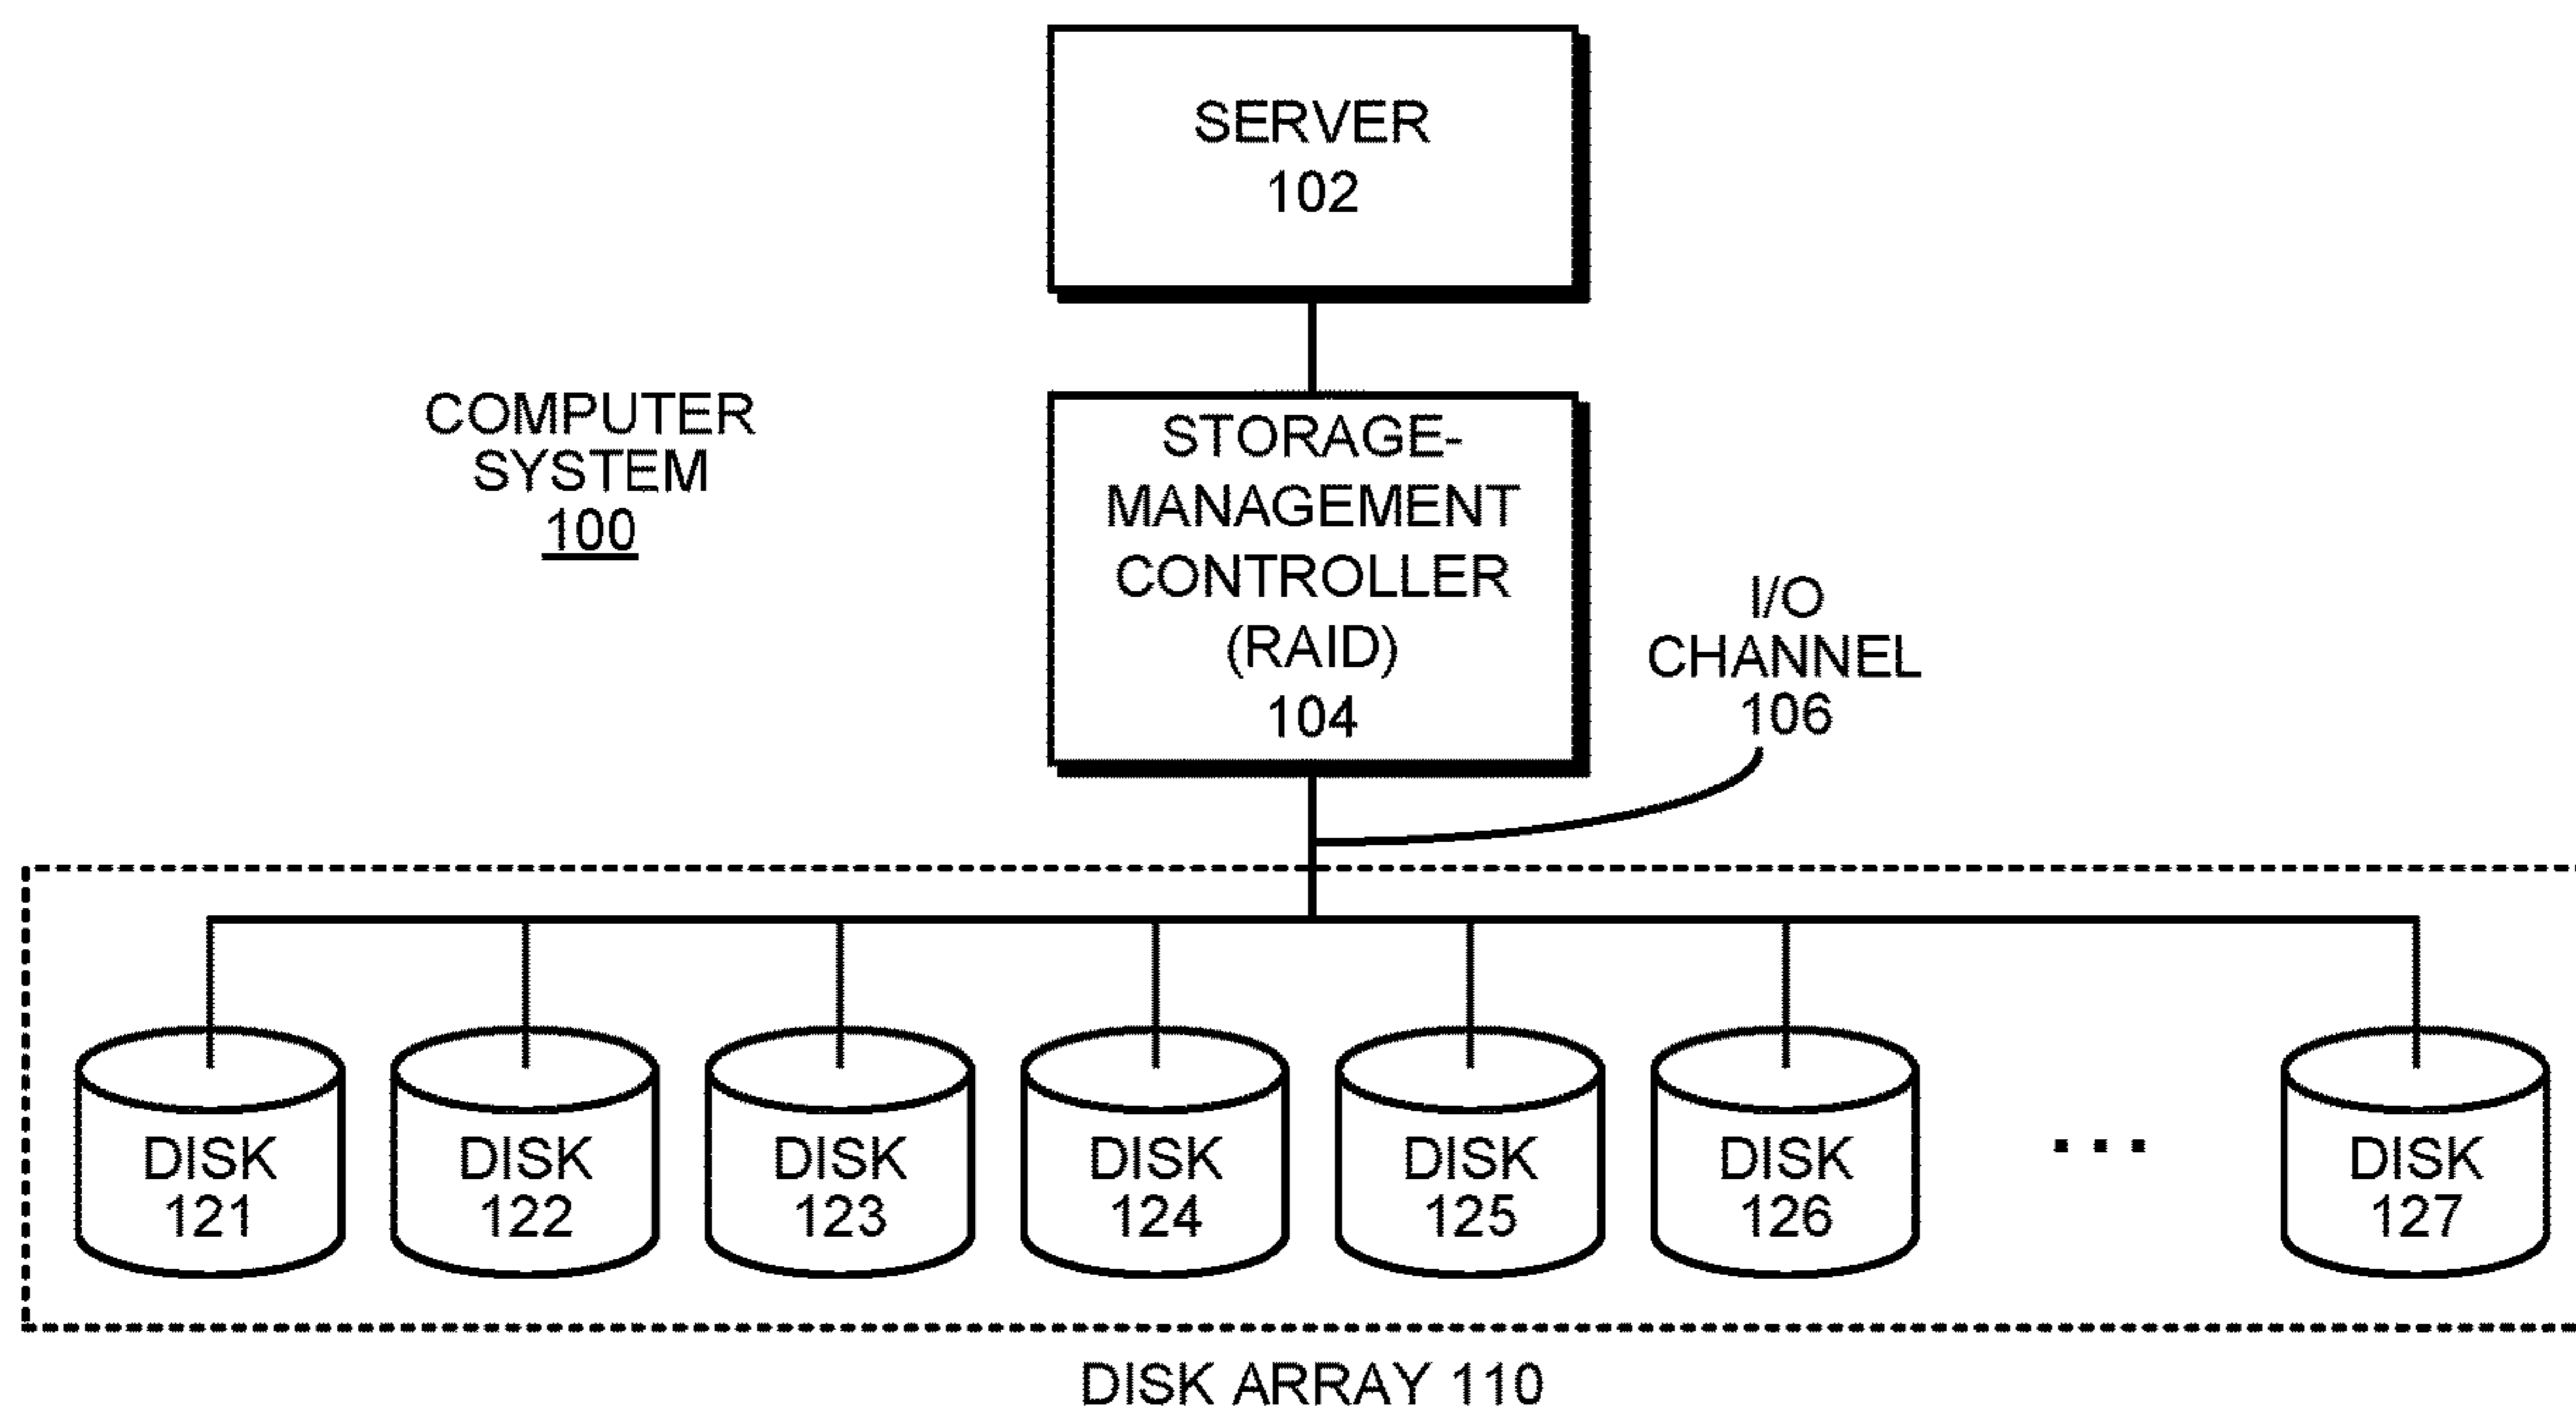 SERVER
102
COMPUTER
SYSTEM
100
STORAGE-
MANAGEMENT
CONTROLLER
(RAID)
104
I/O
CHANNEL
106
DISK
121
DISK
122
DISK
123
DISK
124
DISK
125
DISK
126
...
DISK
127
DISK ARRAY 110